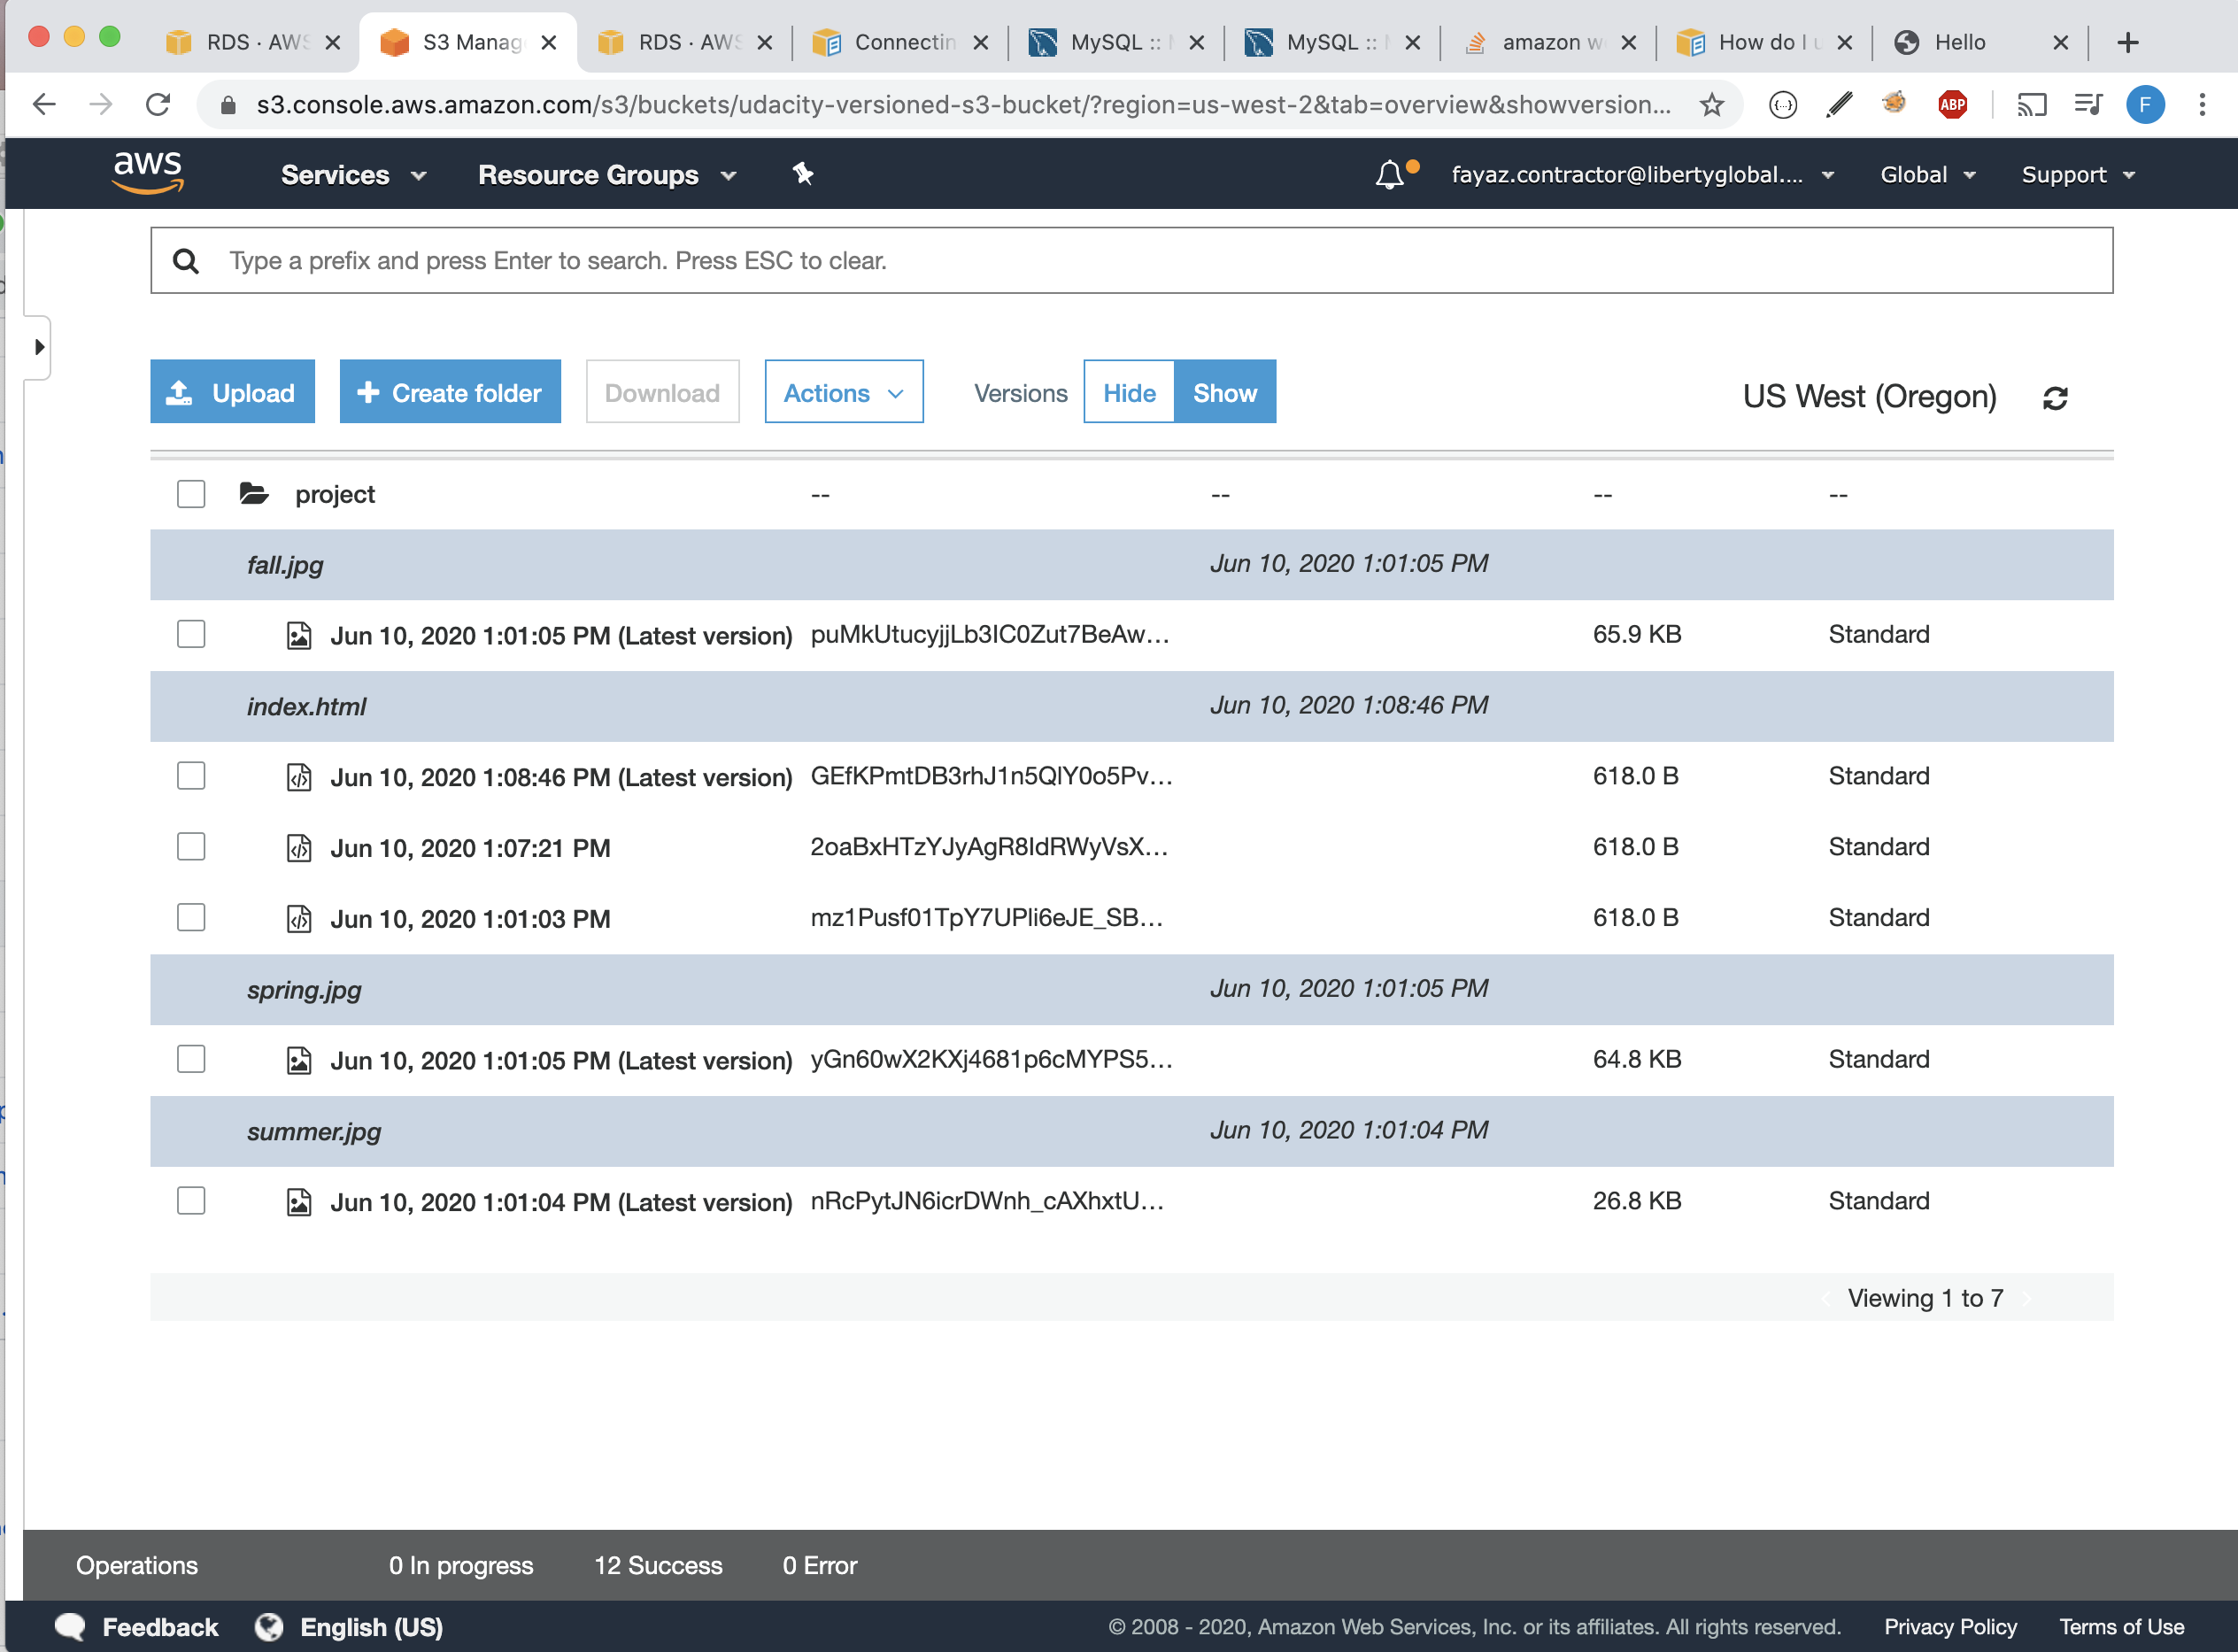 RDS · AWS
S3 Manag
RDS · AWS
Connectin
MySQL ::
MySQL ::
amazon w
How do I u
Hello
s3.console.aws.amazon.com/s3/buckets/udacity-versioned-s3-bucket/?region=us-west-2&tab=overview&showversion...
ABP
F
aws
Services
Resource Groups
fayaz.contractor@libertyglobal....
Global
Support
Type a prefix and press Enter to search. Press ESC to clear.
Upload
Create folder
Download
Actions
Versions
Hide
Show
US West (Oregon)
project -- -- -- --
fall.jpg Jun 10, 2020 1:01:05 PM
Jun 10, 2020 1:01:05 PM (Latest version) puMkUtucyjjLb3IC0Zut7BeAw... 65.9 KB Standard
index.html Jun 10, 2020 1:08:46 PM
Jun 10, 2020 1:08:46 PM (Latest version) GEfKPmtDB3rhJ1n5QlY0o5Pv... 618.0 B Standard
Jun 10, 2020 1:07:21 PM 2oaBxHTzYJyAgR8IdRWyVsX... 618.0 B Standard
Jun 10, 2020 1:01:03 PM mz1Pusf01TpY7UPli6eJE_SB... 618.0 B Standard
spring.jpg Jun 10, 2020 1:01:05 PM
Jun 10, 2020 1:01:05 PM (Latest version) yGn60wX2KXj4681p6cMYPS5... 64.8 KB Standard
summer.jpg Jun 10, 2020 1:01:04 PM
Jun 10, 2020 1:01:04 PM (Latest version) nRcPytJN6icrDWnh_cAXhxtU... 26.8 KB Standard
Viewing 1 to 7
Operations 0 In progress 12 Success 0 Error
Feedback English (US) © 2008 - 2020, Amazon Web Services, Inc. or its affiliates. All rights reserved. Privacy Policy Terms of Use